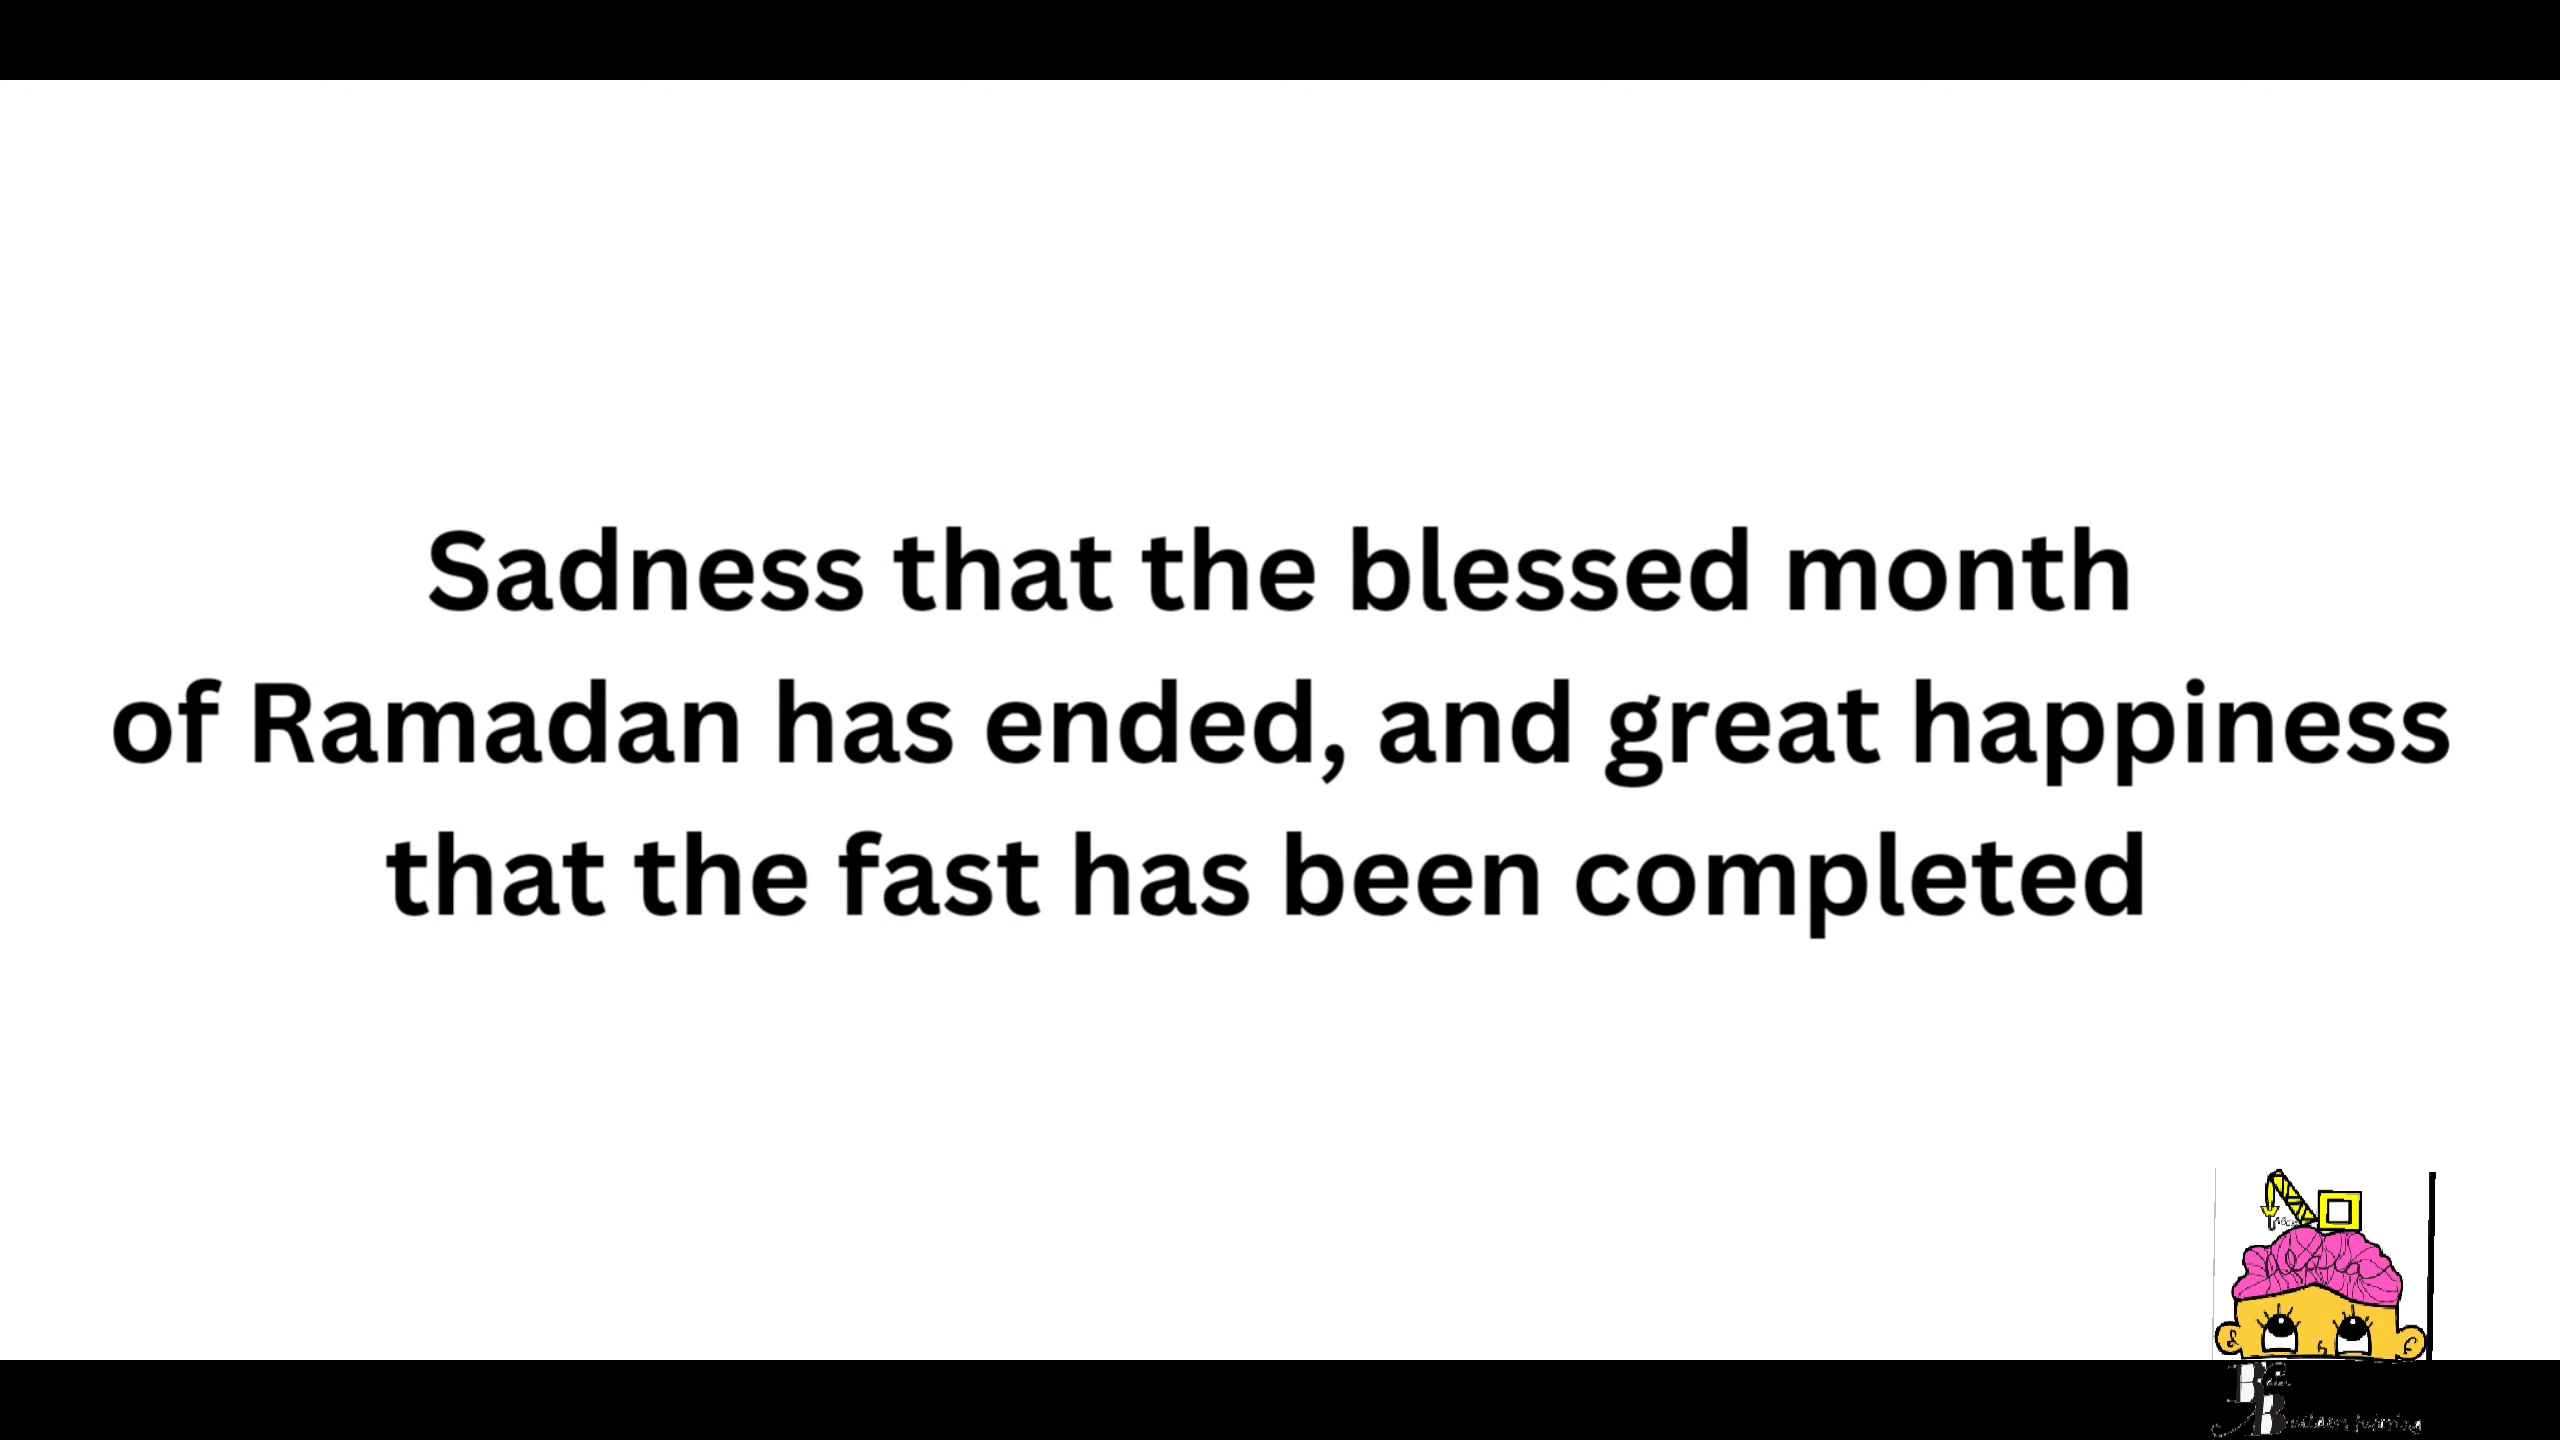 Sadness that the blessed month
of Ramadan has ended, and great happiness
that the fast has been completed